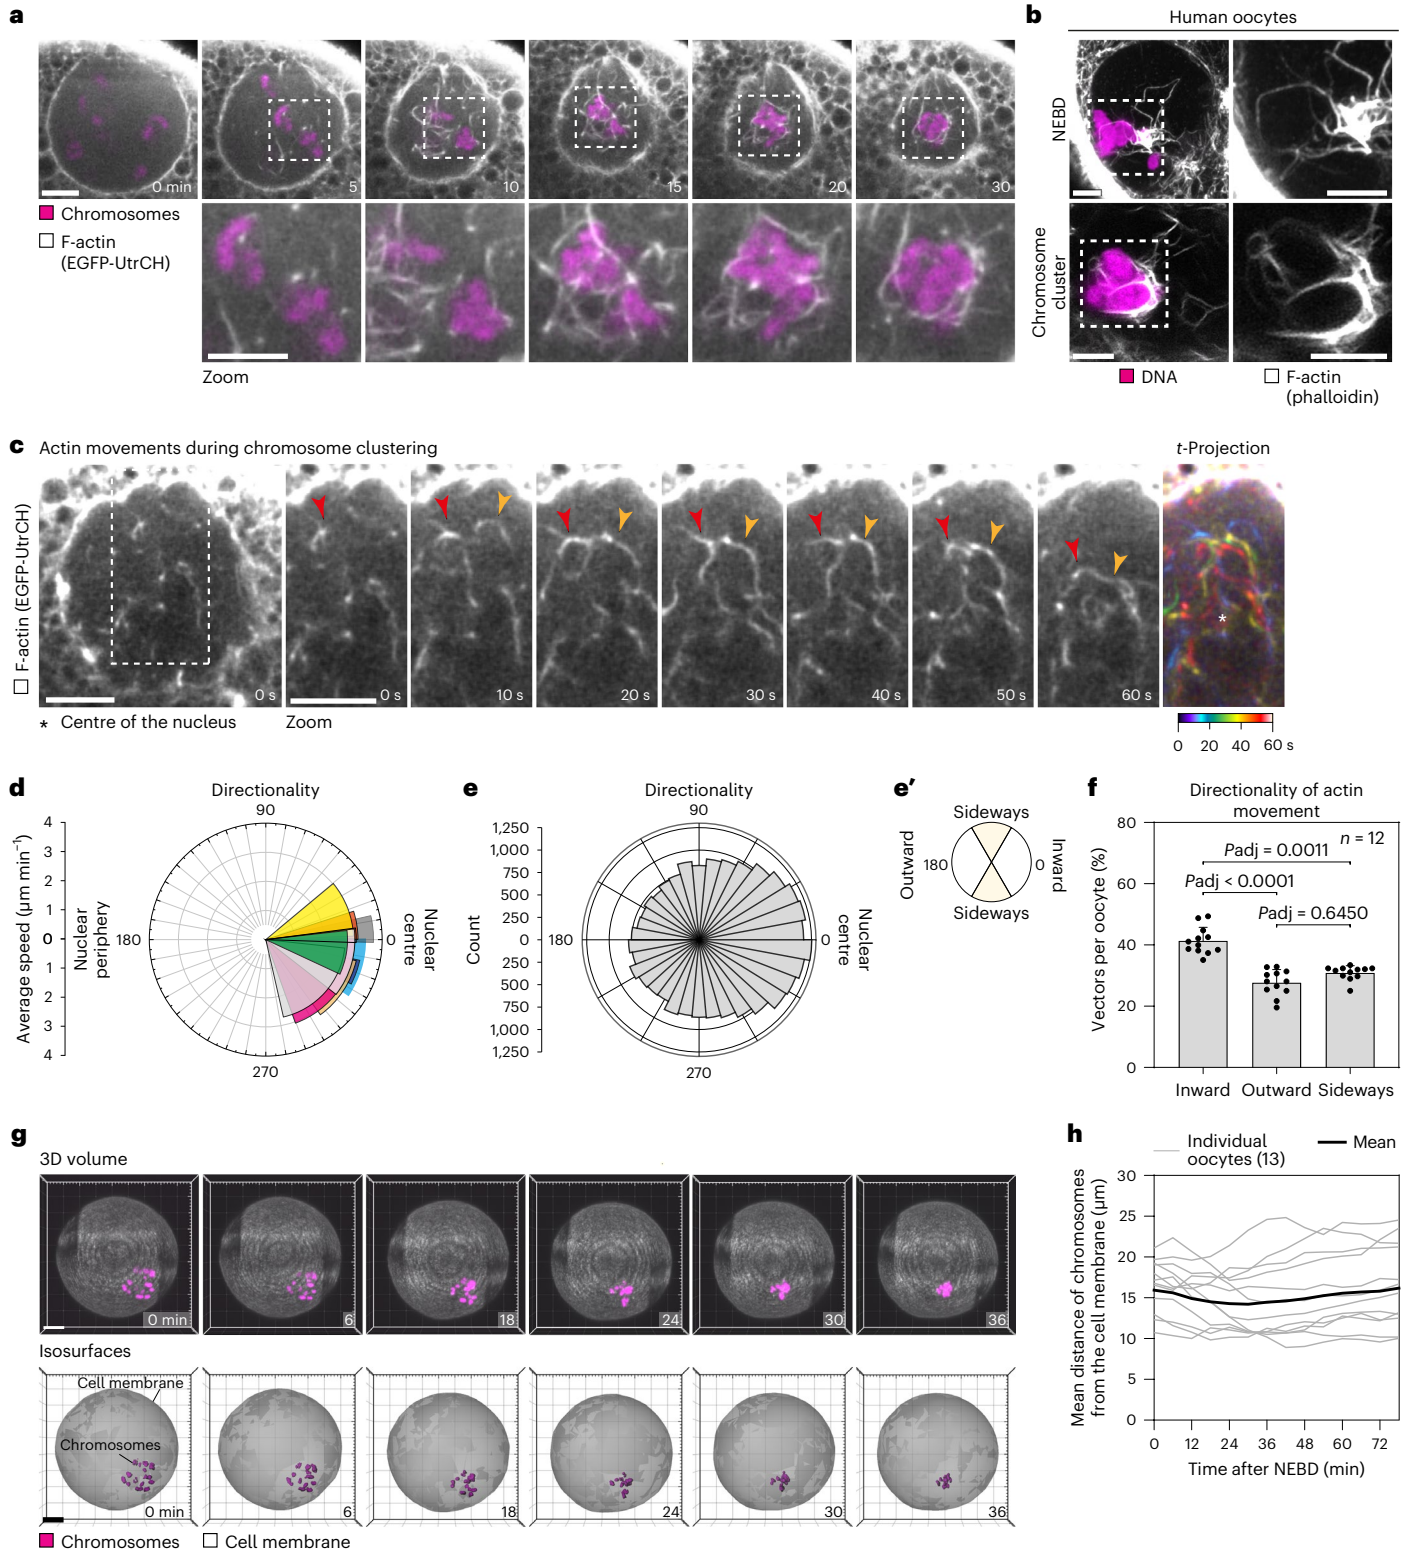 a
0 min
5
10
15
20
30
Chromosomes
F-actin
(EGFP-UtrCH)
Zoom
b
Human oocytes
NEBD
Chromosome
cluster
DNA
F-actin
(phalloidin)
c
Actin movements during chromosome clustering
t-Projection
F-actin (EGFP-UtrCH)
0 s
0 s
10 s
20 s
30 s
40 s
50 s
60 s
*
* Centre of the nucleus
Zoom
0 20 40 60 s
d
Directionality
90
Average speed (µm min−1)
4
3
2
1
0
1
2
3
4
Nuclear
periphery
180
0
Nuclear
centre
270
e
Directionality
90
Count
1,250
1,000
750
500
250
0
250
500
750
1,000
1,250
180
0
Nuclear
centre
270
e′
Sideways
Outward
180
0
Inward
Sideways
f
Directionality of actin
movement
Vectors per oocyte (%)
80
60
40
20
0
n = 12
Padj = 0.0011
Padj < 0.0001
Padj = 0.6450
Inward Outward Sideways
g
3D volume
0 min
6
18
24
30
36
Isosurfaces
Cell membrane
Chromosomes
0 min
6
18
24
30
36
Chromosomes
Cell membrane
h
Individual
oocytes (13)
Mean
Mean distance of chromosomes
from the cell membrane (µm)
30
25
20
15
10
5
0
0 12 24 36 48 60 72
Time after NEBD (min)